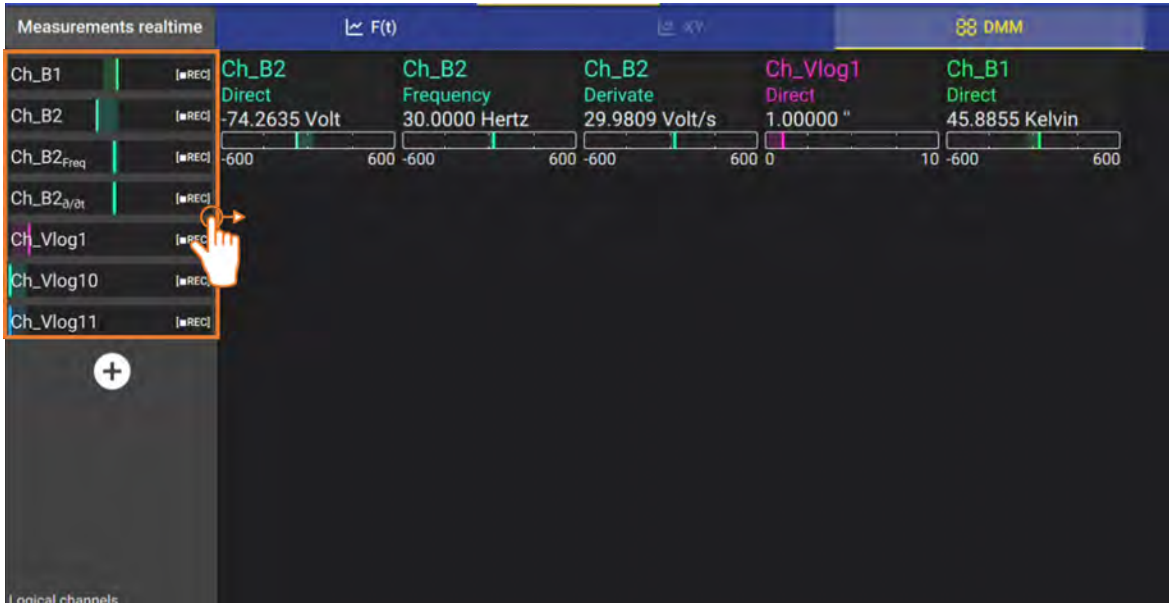 Measurements realtime
F(t)
XY
DMM
Ch_B1 [■REC]
Ch_B2 [■REC]
Ch_B2Freq [■REC]
Ch_B2∂/∂t [■REC]
Ch_Vlog1 [■REC
Ch_Vlog10 [■REC]
Ch_Vlog11 [■REC]
Ch_B2
Direct
-74.2635 Volt
-600 600
Ch_B2
Frequency
30.0000 Hertz
-600 600
Ch_B2
Derivate
29.9809 Volt/s
-600 600
Ch_Vlog1
Direct
1.00000 "
0 10
Ch_B1
Direct
45.8855 Kelvin
-600 600
Logical channels